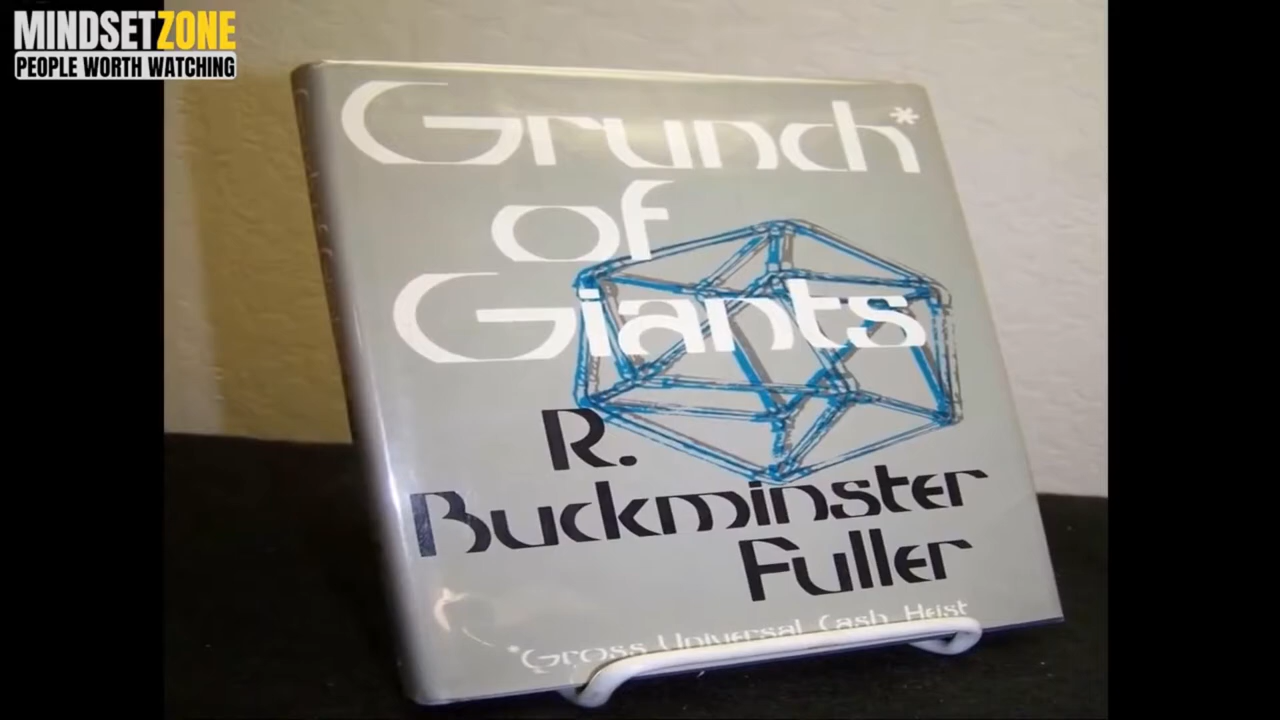 MINDSETZONE
PEOPLE WORTH WATCHING
Grunch*
of
Giants
R.
Buckminster
Fuller
*Gross Universal Cash Heist